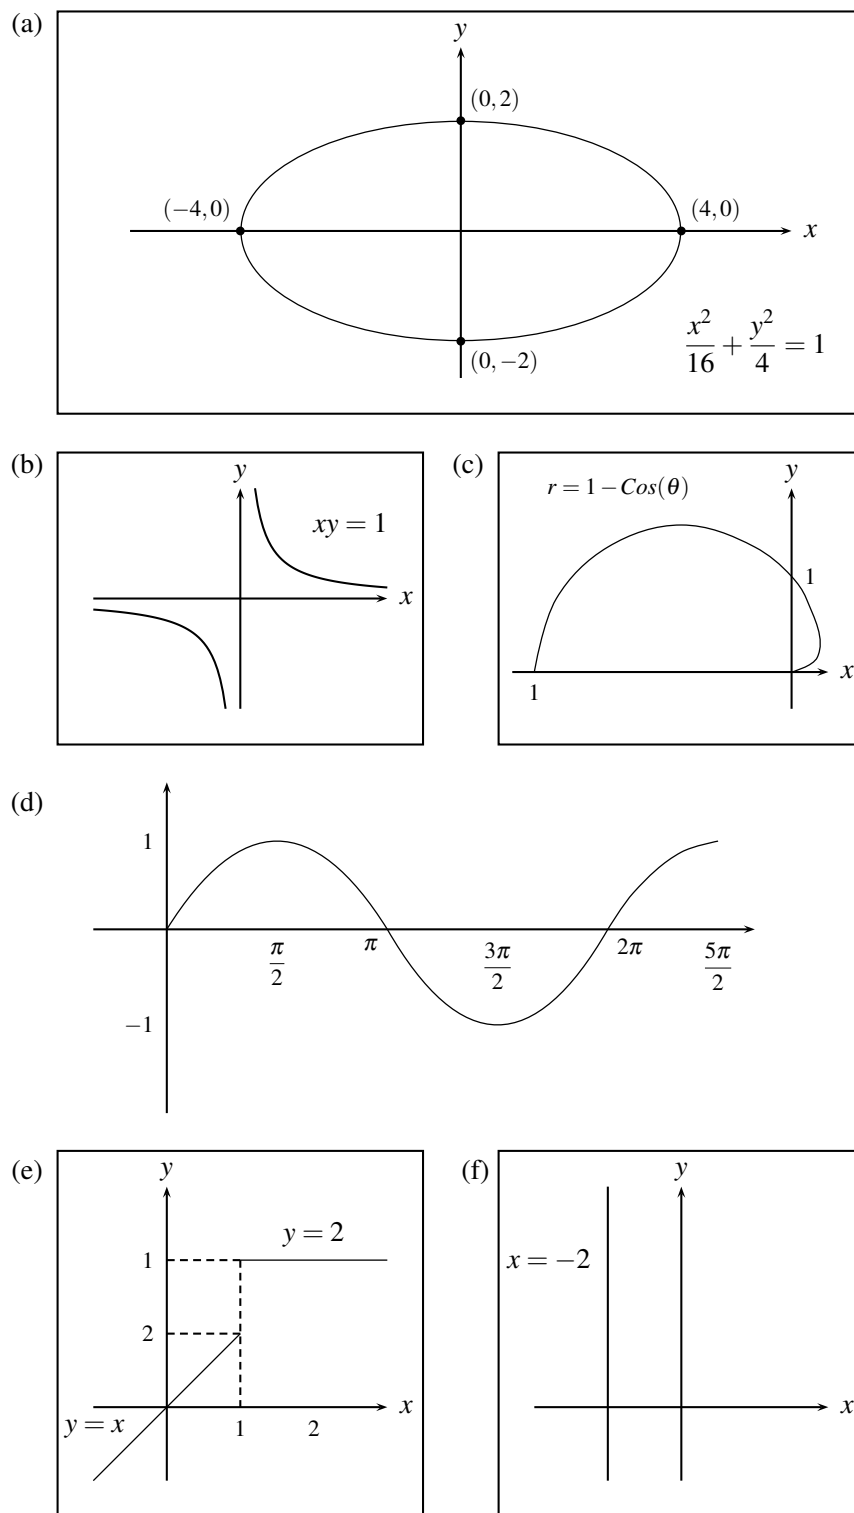 (a)
y
(0,2)
(−4,0)
(4,0)
x
x²/16 + y²/4 = 1
(0,−2)
(b)
y
xy = 1
x
(c)
y
r = 1 − Cos(θ)
1
x
1
(d)
1
π/2 π 3π/2 2π 5π/2
−1
(e)
y
y = 2
1
2
x
y = x
1 2
(f)
y
x = −2
x